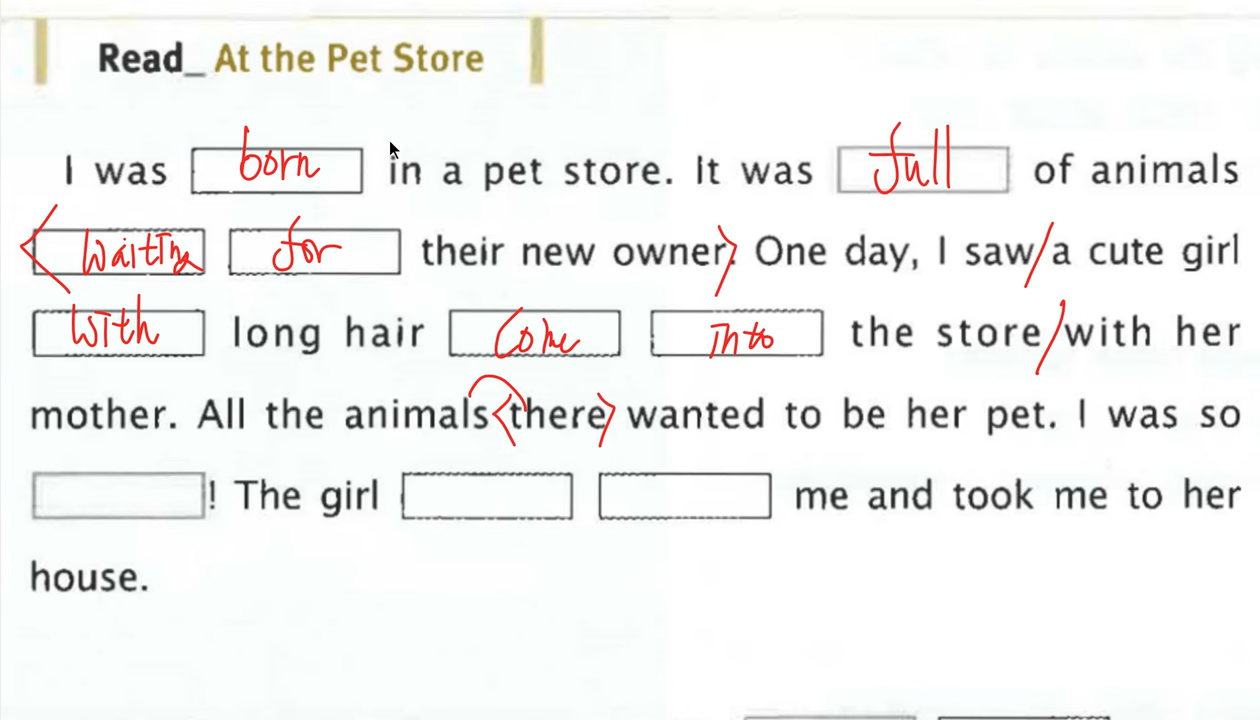 Read_ At the Pet Store
I was born in a pet store. It was full of animals
waiting for their new owner. One day, I saw/a cute girl
with long hair come into the store/with her
mother. All the animals <there> wanted to be her pet. I was so
! The girl me and took me to her
house.